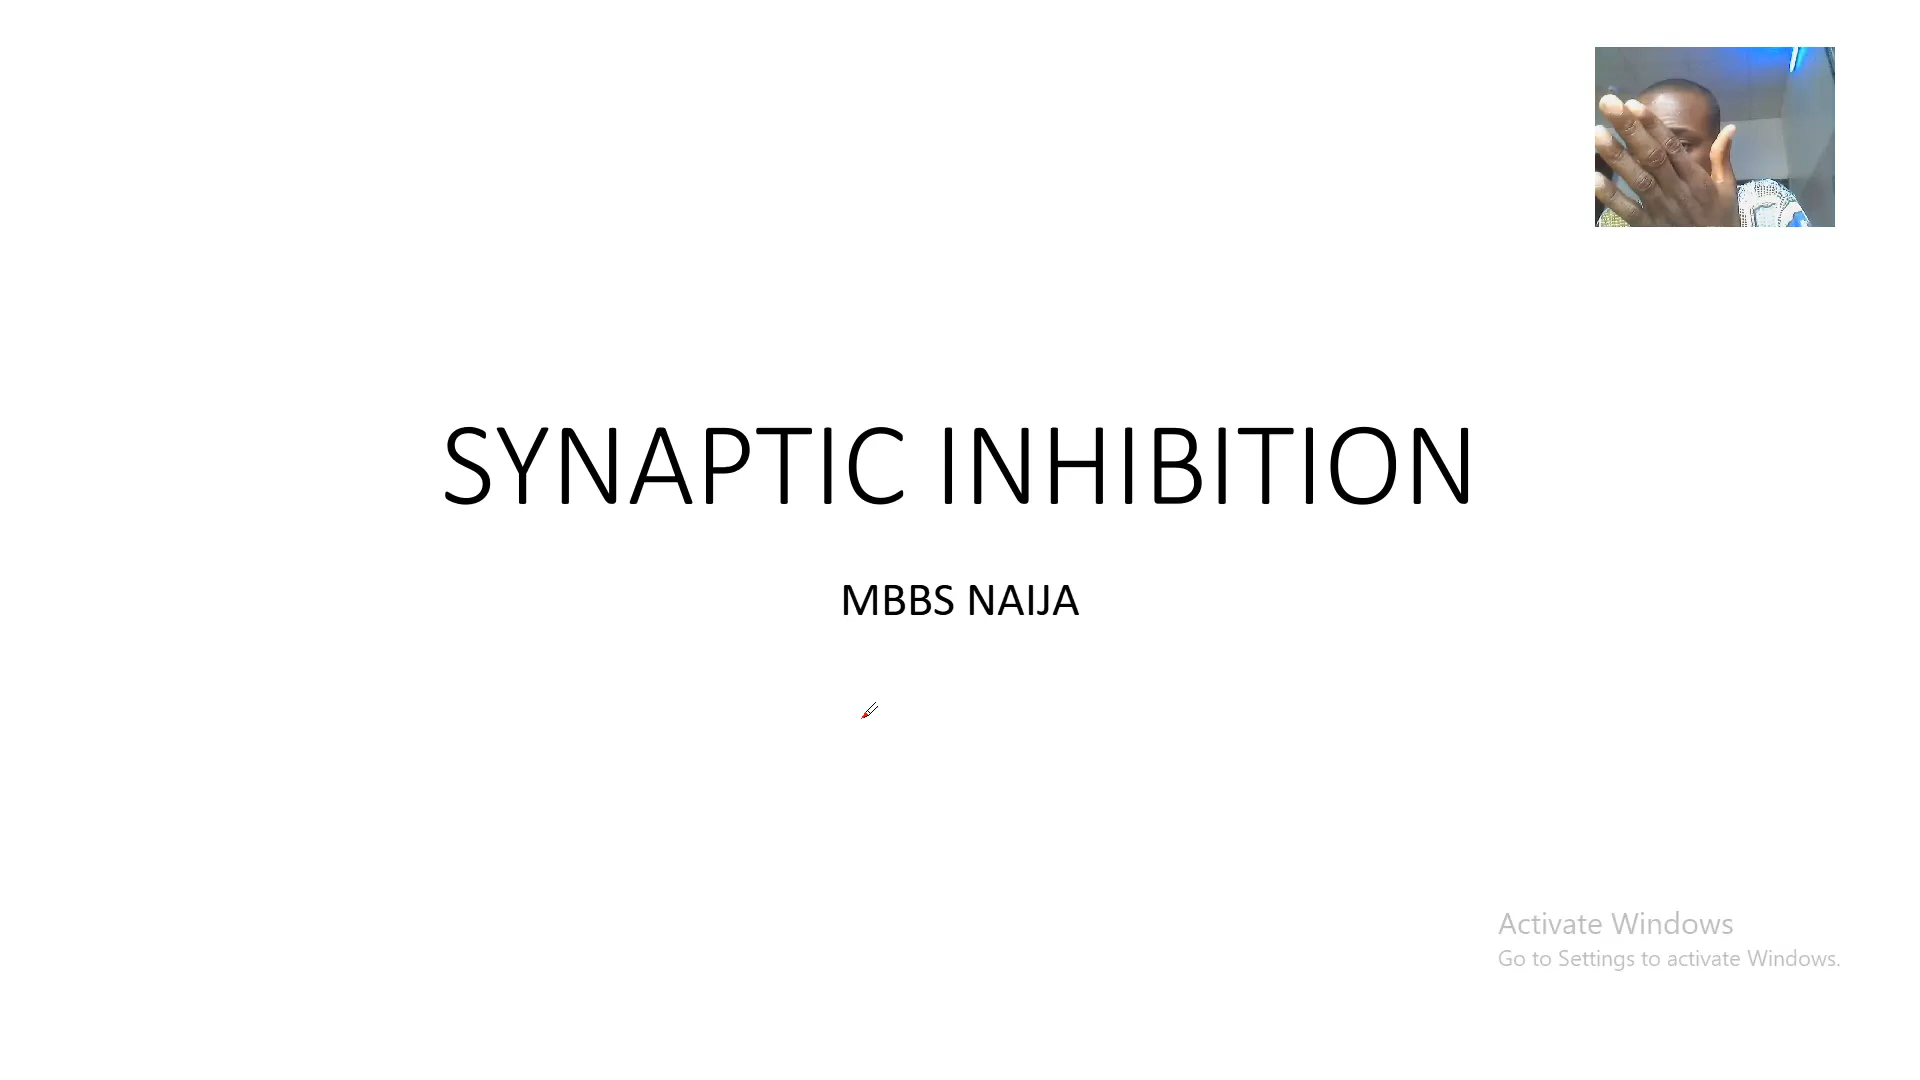 SYNAPTIC INHIBITION
MBBS NAIJA
Activate Windows
Go to Settings to activate Windows.